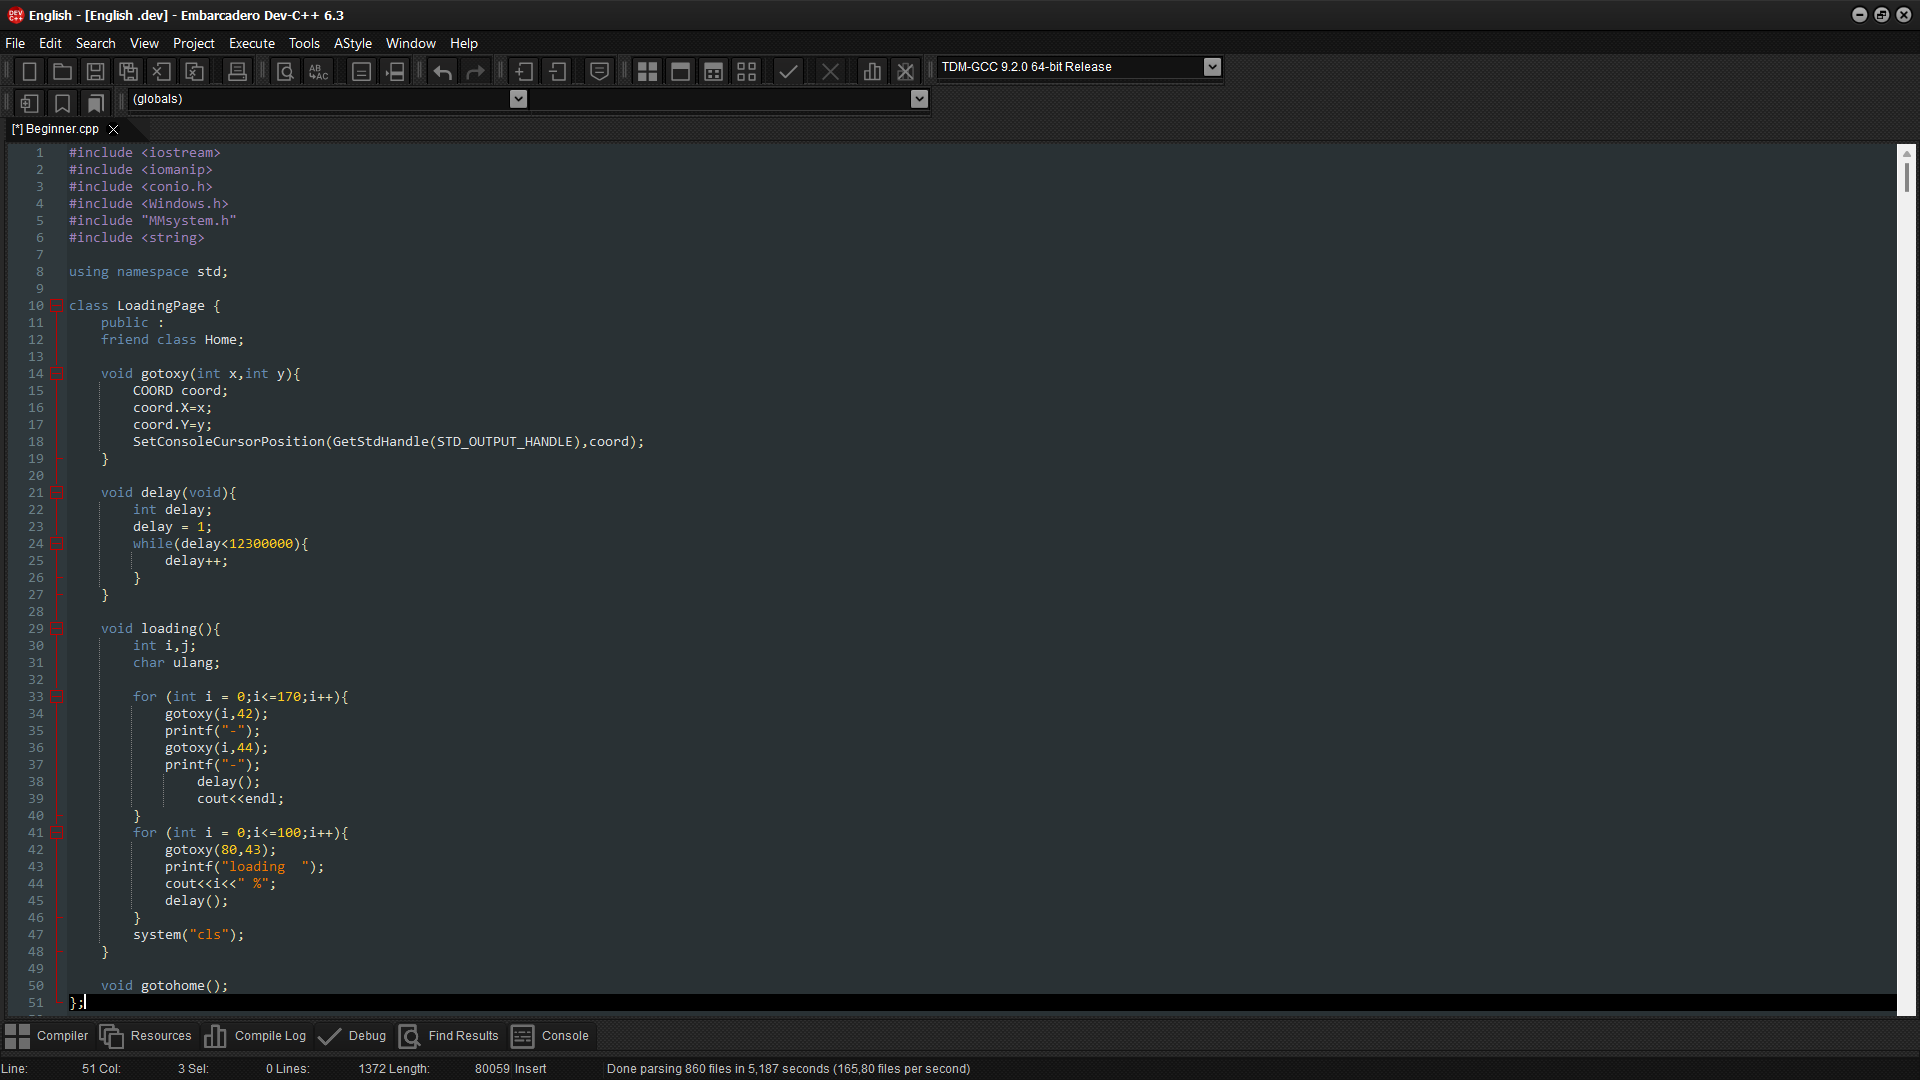 English - [English .dev] - Embarcadero Dev-C++ 6.3
File Edit Search View Project Execute Tools AStyle Window Help
TDM-GCC 9.2.0 64-bit Release
(globals)
[*] Beginner.cpp
1 #include <iostream>
2 #include <iomanip>
3 #include <conio.h>
4 #include <Windows.h>
5 #include "MMsystem.h"
6 #include <string>
7
8 using namespace std;
9
10 class LoadingPage {
11     public :
12     friend class Home;
13
14     void gotoxy(int x,int y){
15         COORD coord;
16         coord.X=x;
17         coord.Y=y;
18         SetConsoleCursorPosition(GetStdHandle(STD_OUTPUT_HANDLE),coord);
19     }
20
21     void delay(void){
22         int delay;
23         delay = 1;
24         while(delay<12300000){
25             delay++;
26         }
27     }
28
29     void loading(){
30         int i,j;
31         char ulang;
32
33         for (int i = 0;i<=170;i++){
34             gotoxy(i,42);
35             printf("-");
36             gotoxy(i,44);
37             printf("-");
38                 delay();
39                 cout<<endl;
40         }
41         for (int i = 0;i<=100;i++){
42             gotoxy(80,43);
43             printf("loading  ");
44             cout<<i<<" %";
45             delay();
46         }
47         system("cls");
48     }
49
50     void gotohome();
51 };
Compiler Resources Compile Log Debug Find Results Console
Line: 51 Col: 3 Sel: 0 Lines: 1372 Length: 80059 Insert Done parsing 860 files in 5,187 seconds (165,80 files per second)